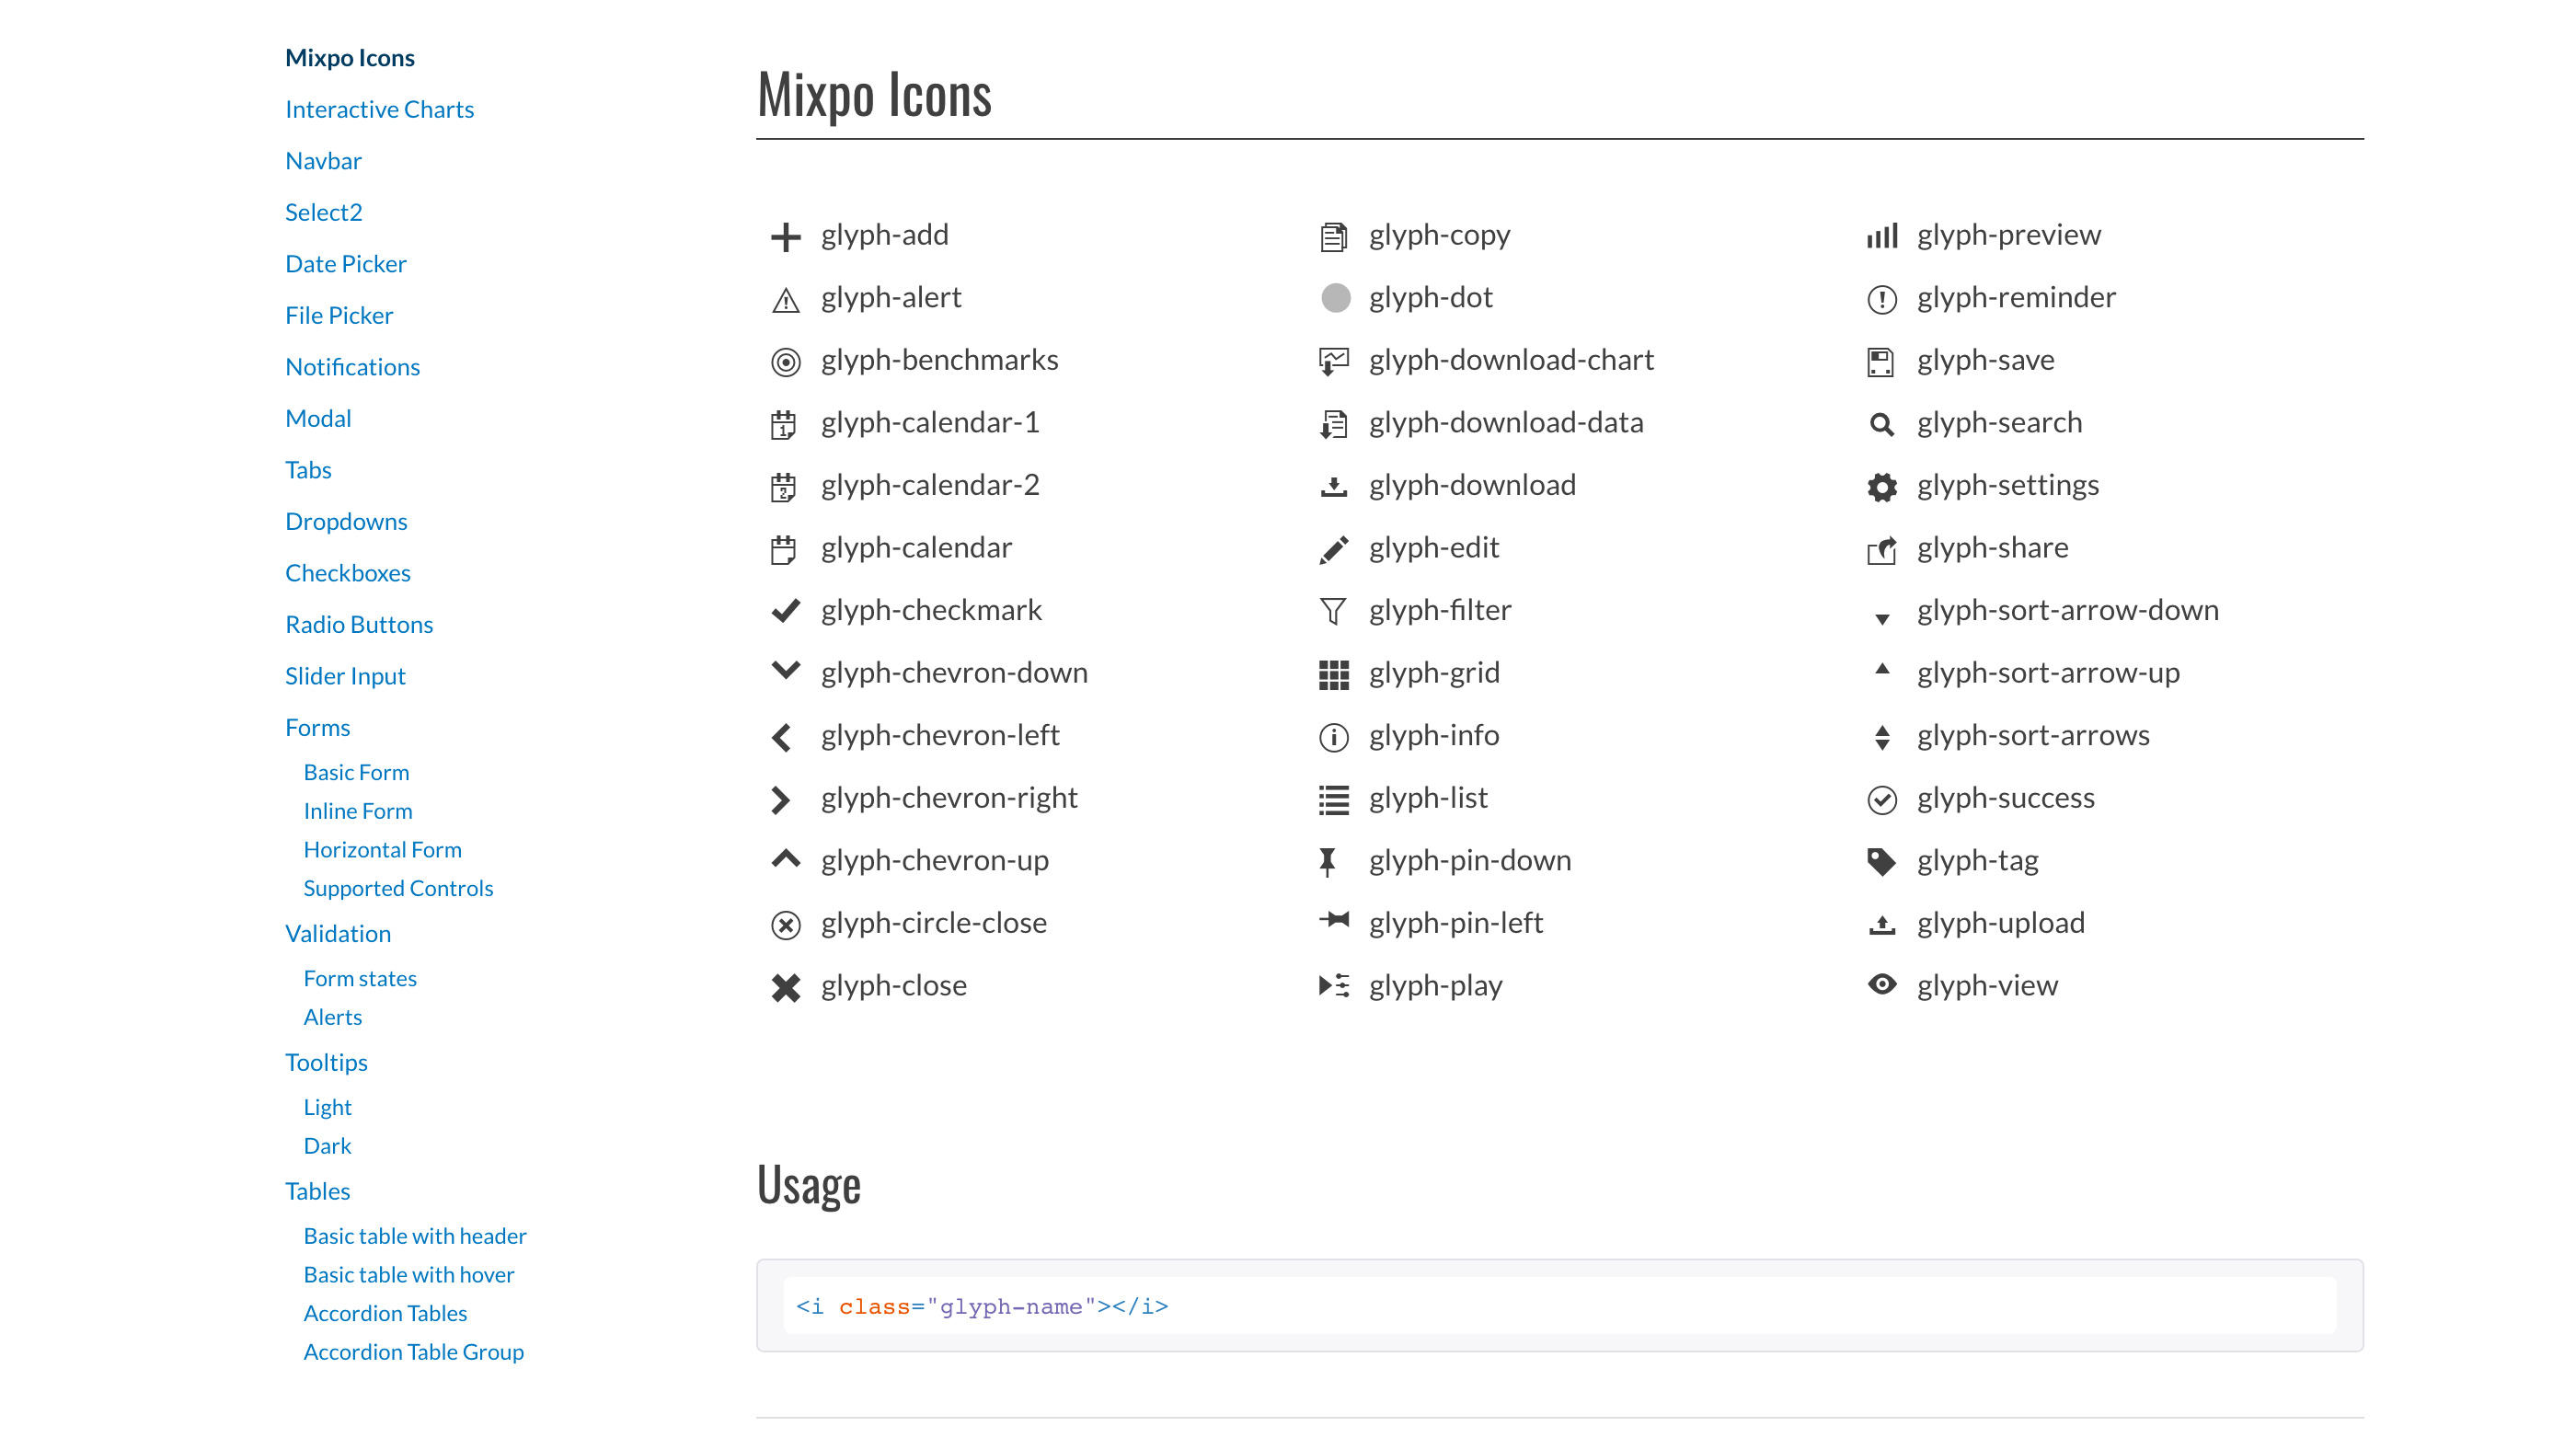 Mixpo Icons
Interactive Charts
Navbar
Select2
Date Picker
File Picker
Notifications
Modal
Tabs
Dropdowns
Checkboxes
Radio Buttons
Slider Input
Forms
Basic Form
Inline Form
Horizontal Form
Supported Controls
Validation
Form states
Alerts
Tooltips
Light
Dark
Tables
Basic table with header
Basic table with hover
Accordion Tables
Accordion Table Group
Mixpo Icons
glyph-add
glyph-alert
glyph-benchmarks
glyph-calendar-1
glyph-calendar-2
glyph-calendar
glyph-checkmark
glyph-chevron-down
glyph-chevron-left
glyph-chevron-right
glyph-chevron-up
glyph-circle-close
glyph-close
glyph-copy
glyph-dot
glyph-download-chart
glyph-download-data
glyph-download
glyph-edit
glyph-filter
glyph-grid
glyph-info
glyph-list
glyph-pin-down
glyph-pin-left
glyph-play
glyph-preview
glyph-reminder
glyph-save
glyph-search
glyph-settings
glyph-share
glyph-sort-arrow-down
glyph-sort-arrow-up
glyph-sort-arrows
glyph-success
glyph-tag
glyph-upload
glyph-view
Usage
<i class="glyph-name"></i>